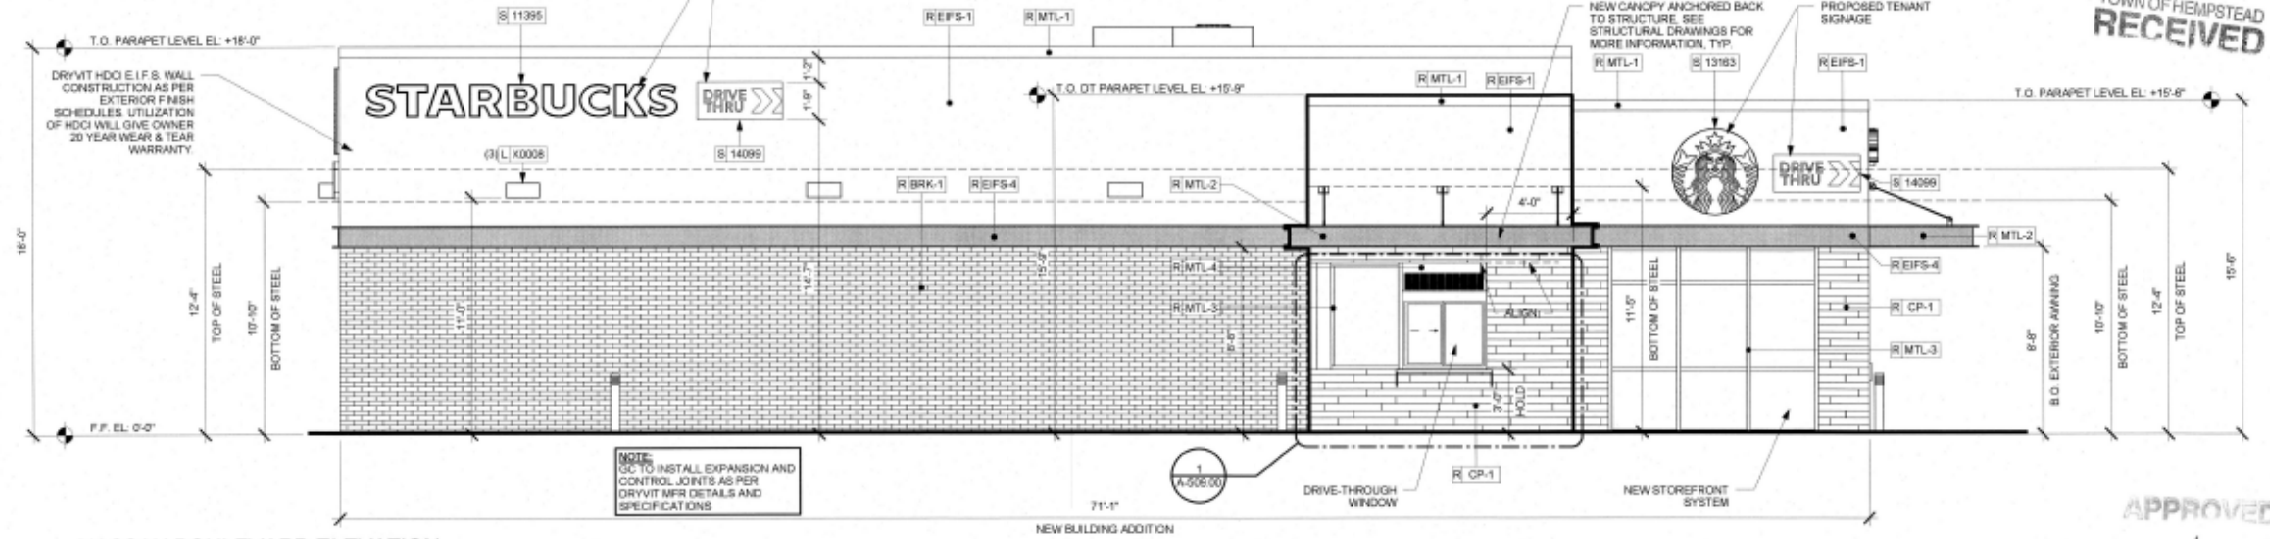 S 11395
R EIFS-1
R MTL-1
NEW CANOPY ANCHORED BACK
TO STRUCTURE, SEE
STRUCTURAL DRAWINGS FOR
MORE INFORMATION, TYP.
PROPOSED TENANT
SIGNAGE
TOWN OF HEMPSTEAD
RECEIVED
T.O. PARAPET LEVEL EL: +16'-0"
DRYVIT HDCI E.I.F.S. WALL
CONSTRUCTION AS PER
EXTERIOR FINISH
SCHEDULES. UTILIZATION
OF HDCI WILL GIVE OWNER
20 YEAR WEAR & TEAR
WARRANTY.
STARBUCKS
DRIVE
THRU
1'-2"
1'-9"
T.O. DT PARAPET LEVEL EL: +15'-9"
R MTL-1
R EIFS-1
R MTL-1
S 13163
R EIFS-1
T.O. PARAPET LEVEL EL: +15'-6"
(3) L K0008
S 14099
R BRK-1
R EIFS-4
R MTL-2
4'-0"
DRIVE
THRU
S 14099
R MTL-2
16'-0"
12'-4"
TOP OF STEEL
10'-10"
BOTTOM OF STEEL
11'-0"
14'-7"
15'-9"
8'-8"
R MTL-4
R MTL-3
ALIGN
3'-0"
HOLD
11'-5"
BOTTOM OF STEEL
R EIFS-4
R CP-1
R MTL-3
8'-8"
B.O. EXTERIOR AWNING
10'-10"
BOTTOM OF STEEL
12'-4"
TOP OF STEEL
15'-6"
F.F. EL: 0'-0"
NOTE:
GC TO INSTALL EXPANSION AND
CONTROL JOINTS AS PER
DRYVIT MFR DETAILS AND
SPECIFICATIONS
1
A-506.00
R CP-1
DRIVE-THROUGH
WINDOW
NEW STOREFRONT
SYSTEM
71'-1"
NEW BUILDING ADDITION
APPROVED